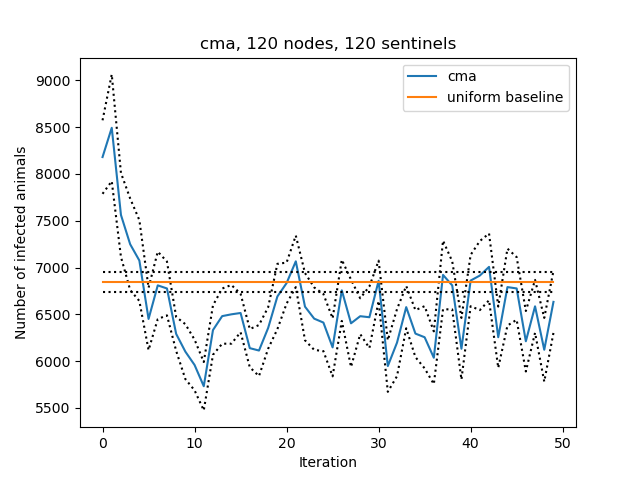 cma, 120 nodes, 120 sentinels
cma
uniform baseline
9000
8500
8000
7500
7000
6500
6000
5500
Number of infected animals
0
10
20
30
40
50
Iteration